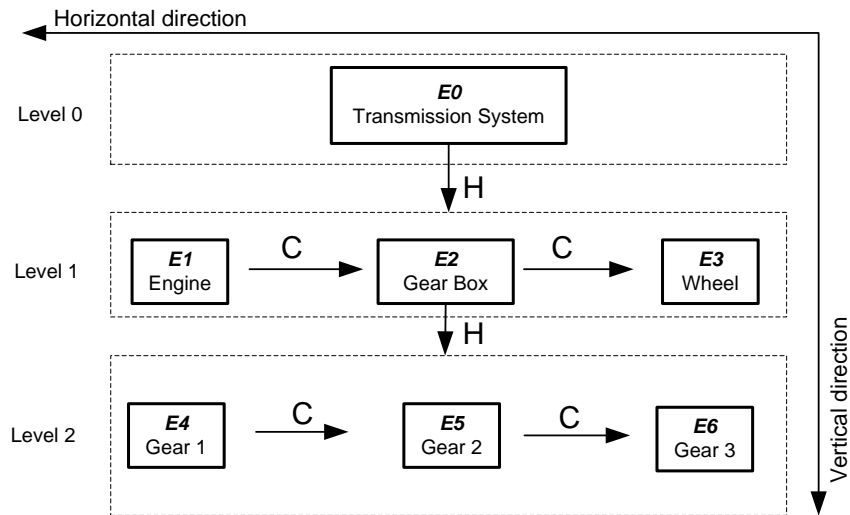 Horizontal direction
Level 0
E0
Transmission System
H
Level 1
E1
Engine
C
E2
Gear Box
C
E3
Wheel
H
Level 2
E4
Gear 1
C
E5
Gear 2
C
E6
Gear 3
Vertical direction